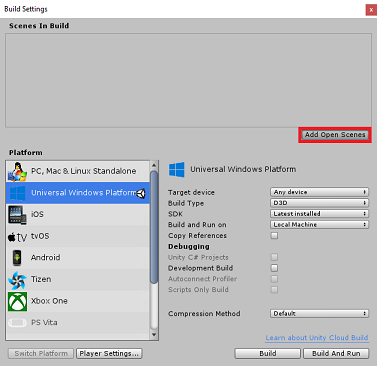 Build Settings
x
Scenes In Build
Add Open Scenes
Platform
PC, Mac & Linux Standalone
Universal Windows Platform
iOS
tv tvOS
Android
Tizen
Xbox One
PS Vita
Universal Windows Platform
Target device Any device
Build Type D3D
SDK Latest installed
Build and Run on Local Machine
Copy References
Debugging
Unity C# Projects
Development Build
Autoconnect Profiler
Scripts Only Build
Compression Method Default
Learn about Unity Cloud Build
Switch Platform Player Settings... Build Build And Run